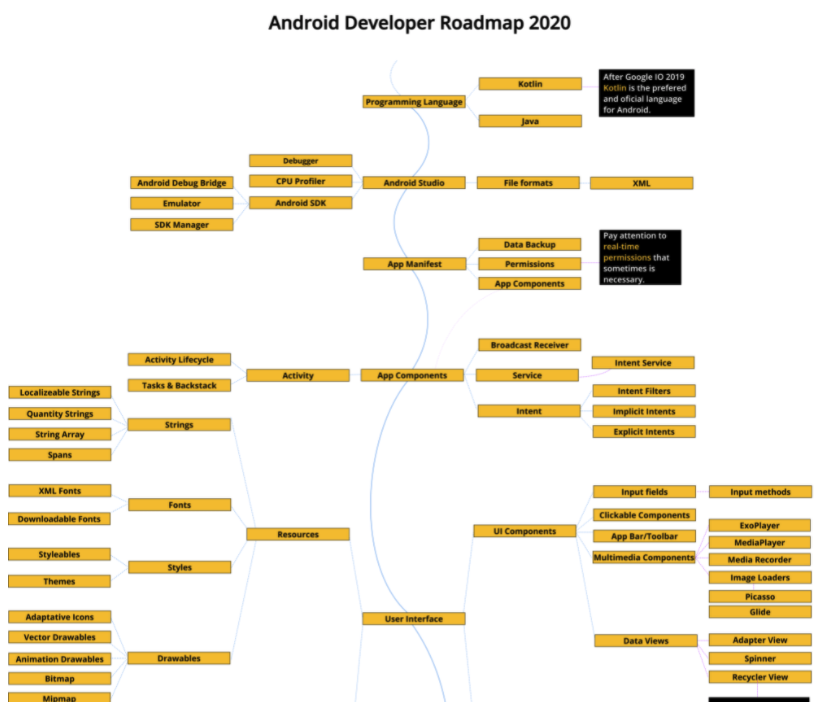 Android Developer Roadmap 2020
Programming Language
Kotlin
Java
After Google IO 2019
Kotlin is the prefered
and oficial language
for Android.
Debugger
CPU Profiler
Android SDK
Android Debug Bridge
Emulator
SDK Manager
Android Studio
File formats
XML
App Manifest
Data Backup
Permissions
App Components
Pay attention to
real-time
permissions that
sometimes is
necessary.
Activity Lifecycle
Tasks & Backstack
Activity
App Components
Broadcast Receiver
Service
Intent
Intent Service
Intent Filters
Implicit Intents
Explicit Intents
Localizeable Strings
Quantity Strings
String Array
Spans
Strings
XML Fonts
Downloadable Fonts
Fonts
Styleables
Themes
Styles
Resources
Adaptative Icons
Vector Drawables
Animation Drawables
Bitmap
Mipmap
Drawables
User Interface
UI Components
Input fields
Input methods
Clickable Components
App Bar/Toolbar
Multimedia Components
ExoPlayer
MediaPlayer
Media Recorder
Image Loaders
Picasso
Glide
Data Views
Adapter View
Spinner
Recycler View